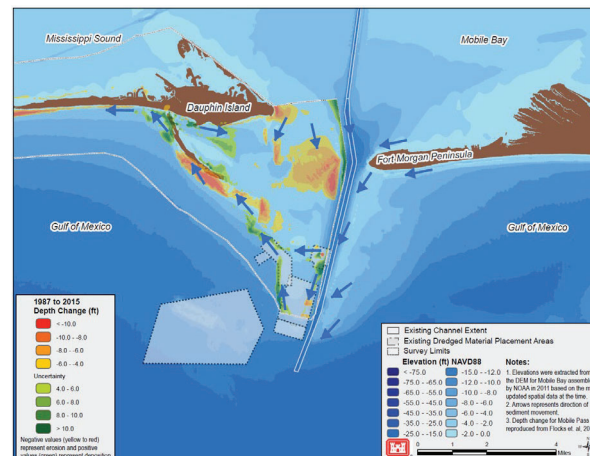 Mississippi Sound
Mobile Bay
Dauphin Island
Fort Morgan Peninsula
Gulf of Mexico
Gulf of Mexico
1987 to 2015
Depth Change (ft)
< -10.0
-10.0 - -8.0
-8.0 - -6.0
-6.0 - -4.0
Uncertainty
4.0 - 6.0
6.0 - 8.0
8.0 - 10.0
> 10.0
Negative values (yellow to red)
represent erosion and positive
values (green) represent deposition
Existing Channel Extent
Existing Dredged Material Placement Areas
Survey Limits
Elevation (ft) NAVD88
< -75.0
-75.0 - -65.0
-65.0 - -55.0
-55.0 - -45.0
-45.0 - -35.0
-35.0 - -25.0
-25.0 - -15.0
-15.0 - -12.0
-12.0 - -10.0
-10.0 - -8.0
-8.0 - -6.0
-6.0 - -4.0
-4.0 - -2.0
-2.0 - 0.0
Notes:
1. Elevations were extracted from
the DEM for Mobile Bay assembled
by NOAA in 2011 based on the
updated spatial data at the time.
2. Arrows represents direction of
sediment movement.
3. Depth change for Mobile Pass
reproduced from Flocks et. al, 20
0 1 2 4
Miles